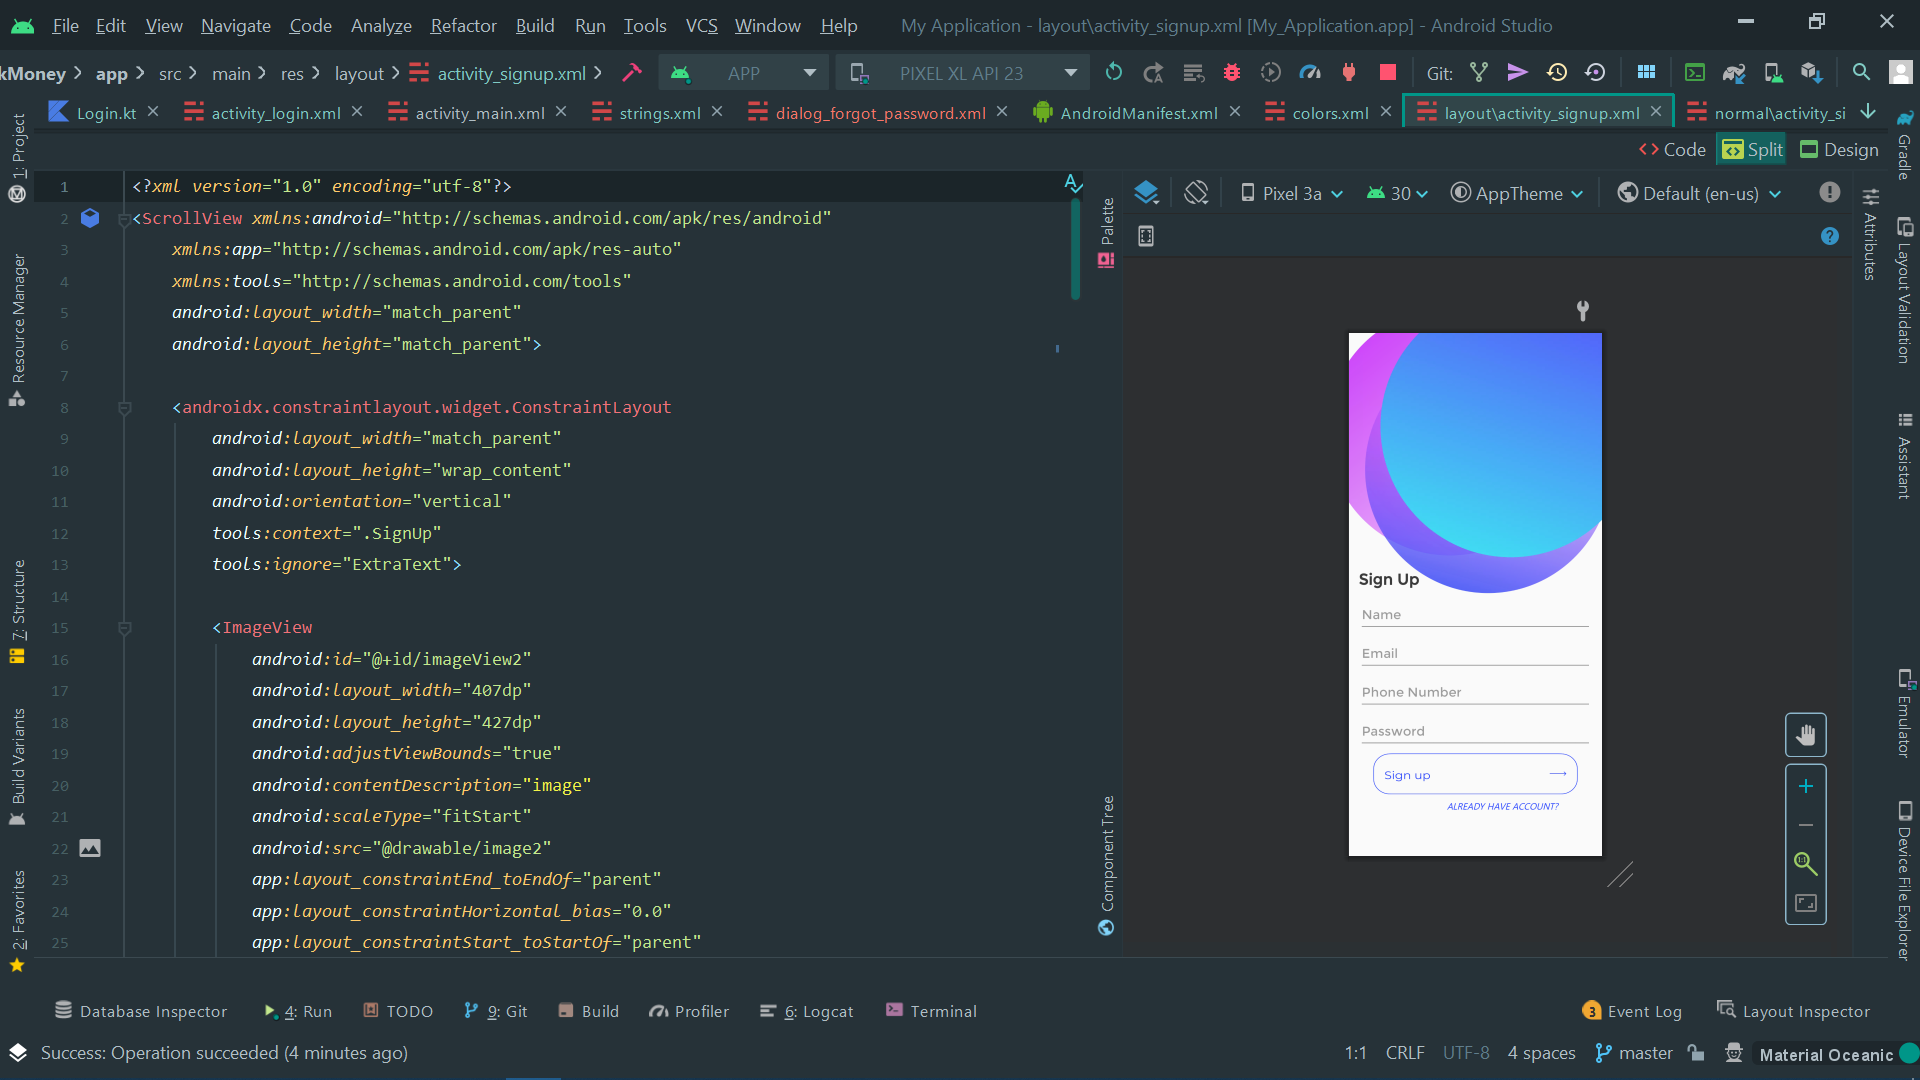 File Edit View Navigate Code Analyze Refactor Build Run Tools VCS Window Help My Application - layout\activity_signup.xml [My_Application.app] - Android Studio
kMoney app src main res layout activity_signup.xml APP PIXEL XL API 23 Git:
Login.kt activity_login.xml activity_main.xml strings.xml dialog_forgot_password.xml AndroidManifest.xml colors.xml layout\activity_signup.xml normal\activity_si
Code Split Design
Pixel 3a 30 AppTheme Default (en-us)
1 <?xml version="1.0" encoding="utf-8"?>
2 <ScrollView xmlns:android="http://schemas.android.com/apk/res/android"
3 xmlns:app="http://schemas.android.com/apk/res-auto"
4 xmlns:tools="http://schemas.android.com/tools"
5 android:layout_width="match_parent"
6 android:layout_height="match_parent">
7
8 <androidx.constraintlayout.widget.ConstraintLayout
9 android:layout_width="match_parent"
10 android:layout_height="wrap_content"
11 android:orientation="vertical"
12 tools:context=".SignUp"
13 tools:ignore="ExtraText">
14
15 <ImageView
16 android:id="@+id/imageView2"
17 android:layout_width="407dp"
18 android:layout_height="427dp"
19 android:adjustViewBounds="true"
20 android:contentDescription="image"
21 android:scaleType="fitStart"
22 android:src="@drawable/image2"
23 app:layout_constraintEnd_toEndOf="parent"
24 app:layout_constraintHorizontal_bias="0.0"
25 app:layout_constraintStart_toStartOf="parent"
1: Project
Resource Manager
7: Structure
Build Variants
2: Favorites
Palette
Component Tree
Sign Up
Name
Email
Phone Number
Password
Sign up
ALREADY HAVE ACCOUNT?
1:1
Attributes
Gradle
Layout Validation
Assistant
Emulator
Device File Explorer
Database Inspector 4: Run TODO 9: Git Build Profiler 6: Logcat Terminal 3 Event Log Layout Inspector
Success: Operation succeeded (4 minutes ago) 1:1 CRLF UTF-8 4 spaces master Material Oceanic